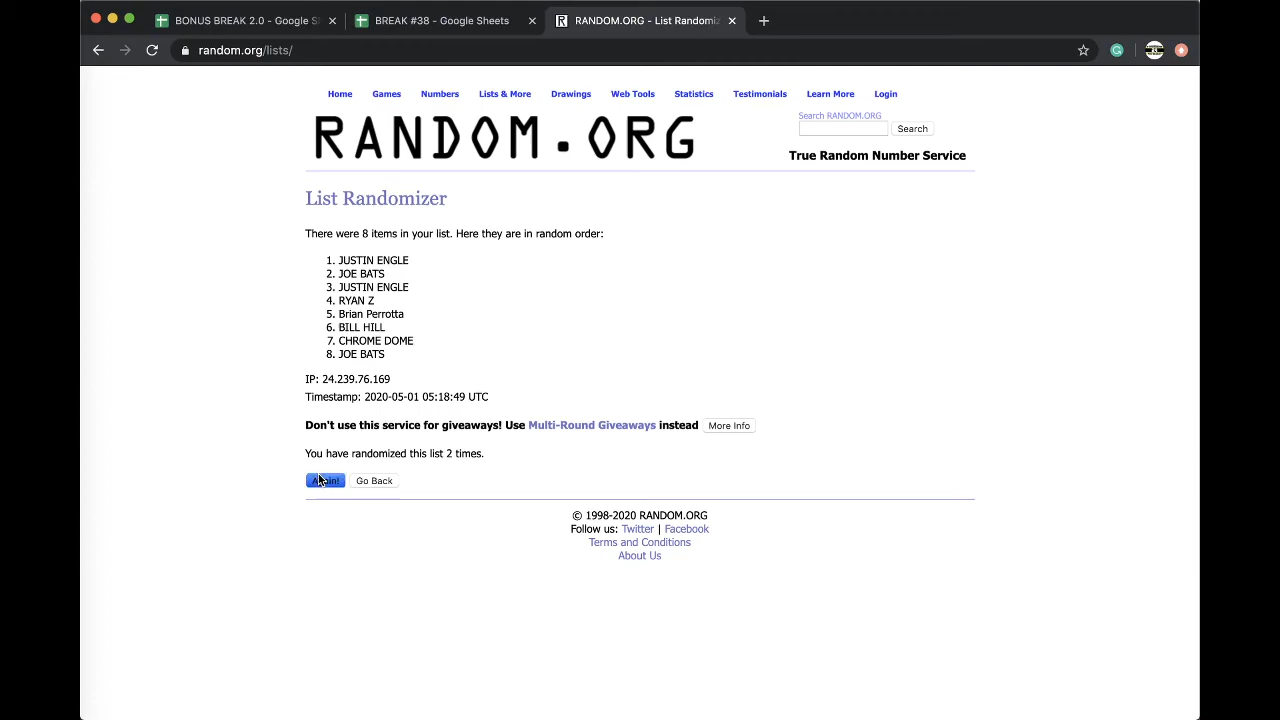 BONUS BREAK 2.0 - Google S
BREAK #38 - Google Sheets
RANDOM.ORG - List Randomiz
random.org/lists/
Home Games Numbers Lists & More Drawings Web Tools Statistics Testimonials Learn More Login
Search RANDOM.ORG
Search
RANDOM.ORG
True Random Number Service
List Randomizer
There were 8 items in your list. Here they are in random order:
1. JUSTIN ENGLE
2. JOE BATS
3. JUSTIN ENGLE
4. RYAN Z
5. Brian Perrotta
6. BILL HILL
7. CHROME DOME
8. JOE BATS
IP: 24.239.76.169
Timestamp: 2020-05-01 05:18:49 UTC
Don't use this service for giveaways! Use Multi-Round Giveaways instead More Info
You have randomized this list 2 times.
Go Back
© 1998-2020 RANDOM.ORG
Follow us: Twitter | Facebook
Terms and Conditions
About Us